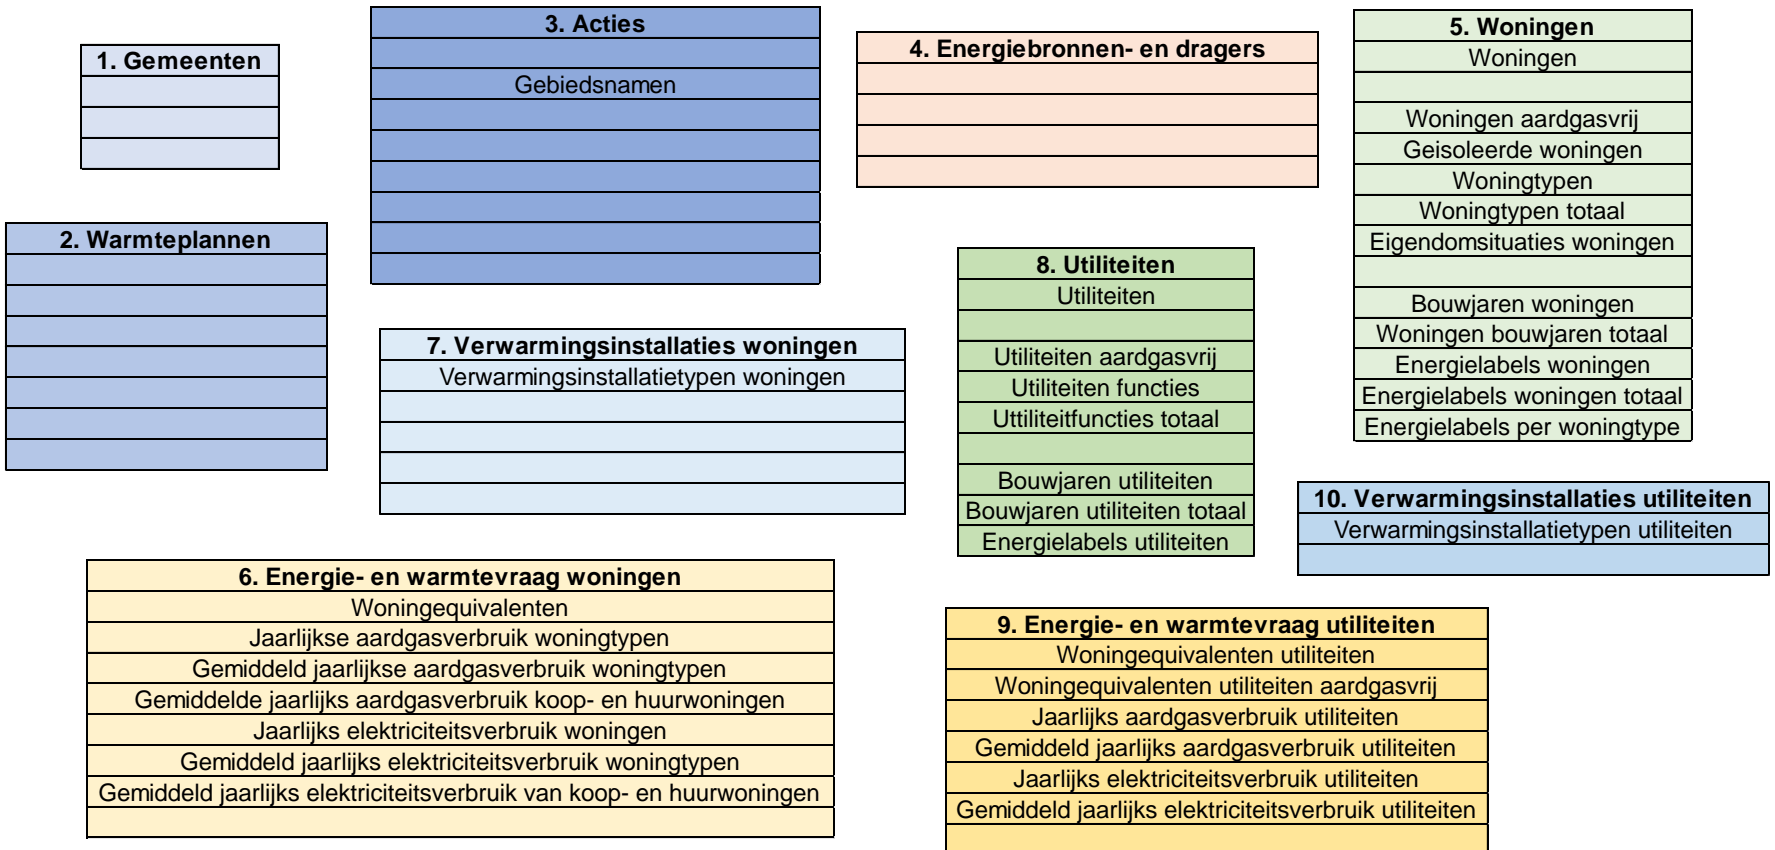 1. Gemeenten
2. Warmteplannen
3. Acties
Gebiedsnamen
4. Energiebronnen- en dragers
5. Woningen
Woningen
Woningen aardgasvrij
Geisoleerde woningen
Woningtypen
Woningtypen totaal
Eigendomsituaties woningen
Bouwjaren woningen
Woningen bouwjaren totaal
Energielabels woningen
Energielabels woningen totaal
Energielabels per woningtype
6. Energie- en warmtevraag woningen
Woningequivalenten
Jaarlijkse aardgasverbruik woningtypen
Gemiddeld jaarlijkse aardgasverbruik woningtypen
Gemiddelde jaarlijks aardgasverbruik koop- en huurwoningen
Jaarlijks elektriciteitsverbruik woningen
Gemiddeld jaarlijks elektriciteitsverbruik woningtypen
Gemiddeld jaarlijks elektriciteitsverbruik van koop- en huurwoningen
7. Verwarmingsinstallaties woningen
Verwarmingsinstallatietypen woningen
8. Utiliteiten
Utiliteiten
Utiliteiten aardgasvrij
Utiliteiten functies
Uttiliteitfuncties totaal
Bouwjaren utiliteiten
Bouwjaren utiliteiten totaal
Energielabels utiliteiten
9. Energie- en warmtevraag utiliteiten
Woningequivalenten utiliteiten
Woningequivalenten utiliteiten aardgasvrij
Jaarlijks aardgasverbruik utiliteiten
Gemiddeld jaarlijks aardgasverbruik utiliteiten
Jaarlijks elektriciteitsverbruik utiliteiten
Gemiddeld jaarlijks elektriciteitsverbruik utiliteiten
10. Verwarmingsinstallaties utiliteiten
Verwarmingsinstallatietypen utiliteiten